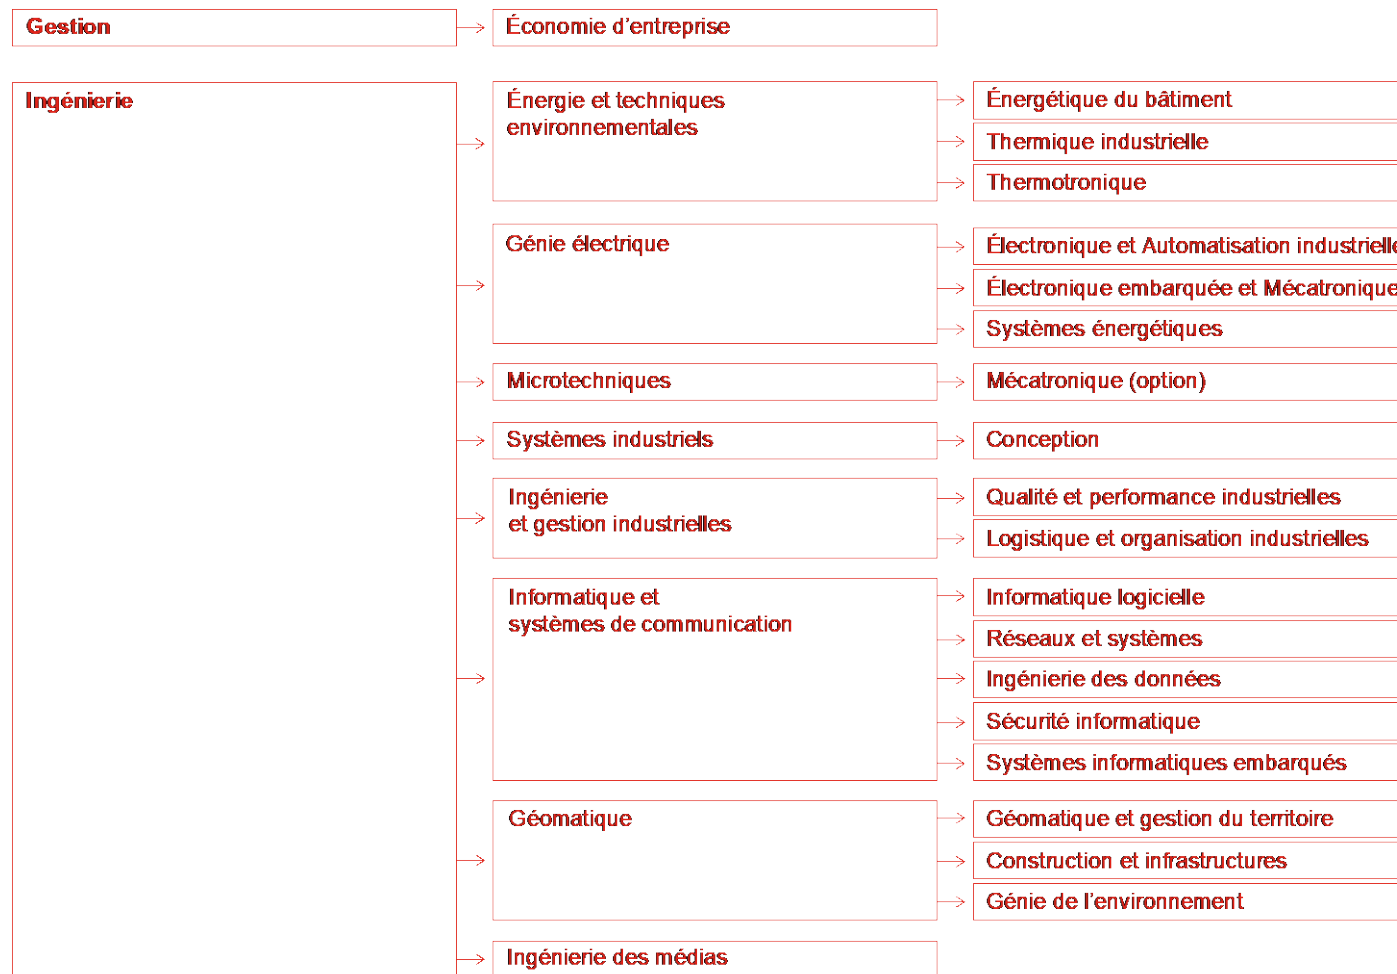 Gestion
Économie d’entreprise
Ingénierie
Énergie et techniques
environnementales
Énergétique du bâtiment
Thermique industrielle
Thermotronique
Génie électrique
Électronique et Automatisation industrielle
Électronique embarquée et Mécatronique
Systèmes énergétiques
Microtechniques
Mécatronique (option)
Systèmes industriels
Conception
Ingénierie
et gestion industrielles
Qualité et performance industrielles
Logistique et organisation industrielles
Informatique et
systèmes de communication
Informatique logicielle
Réseaux et systèmes
Ingénierie des données
Sécurité informatique
Systèmes informatiques embarqués
Géomatique
Géomatique et gestion du territoire
Construction et infrastructures
Génie de l’environnement
Ingénierie des médias